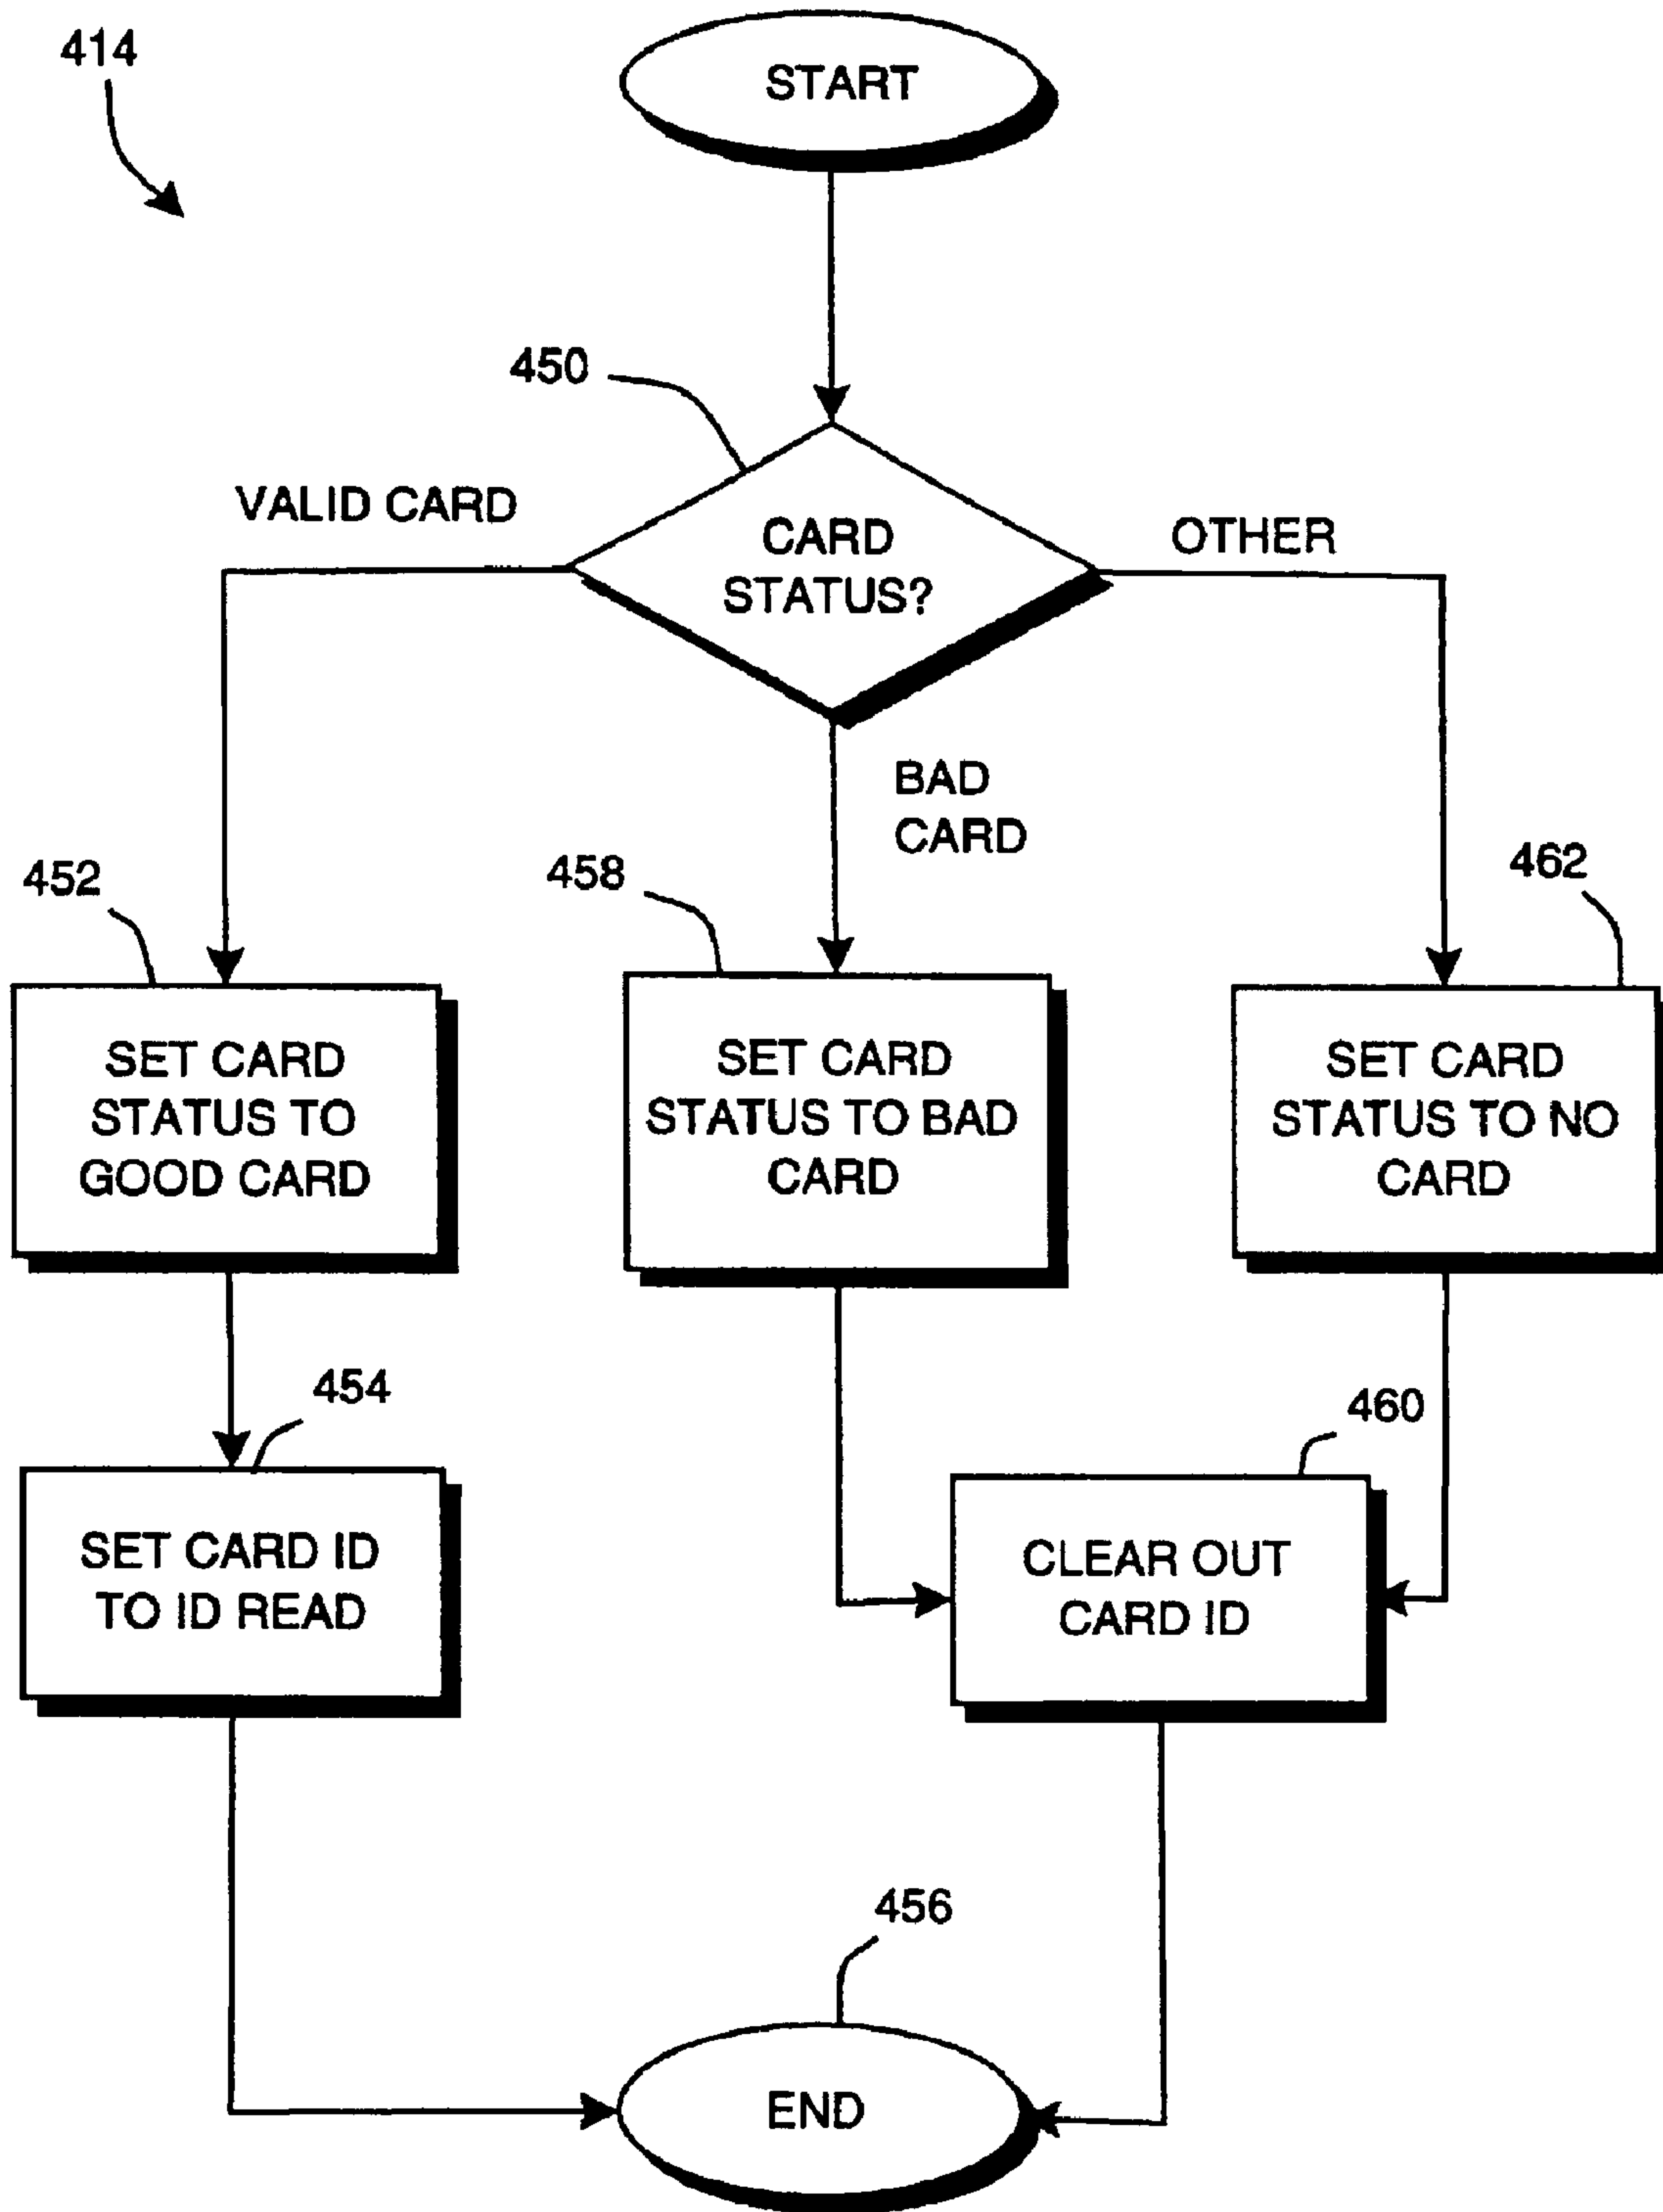 414
START
450
VALID CARD
CARD
STATUS?
OTHER
BAD
CARD
452
458
462
SET CARD
STATUS TO
GOOD CARD
SET CARD
STATUS TO BAD
CARD
SET CARD
STATUS TO NO
CARD
454
460
SET CARD ID
TO ID READ
CLEAR OUT
CARD ID
456
END